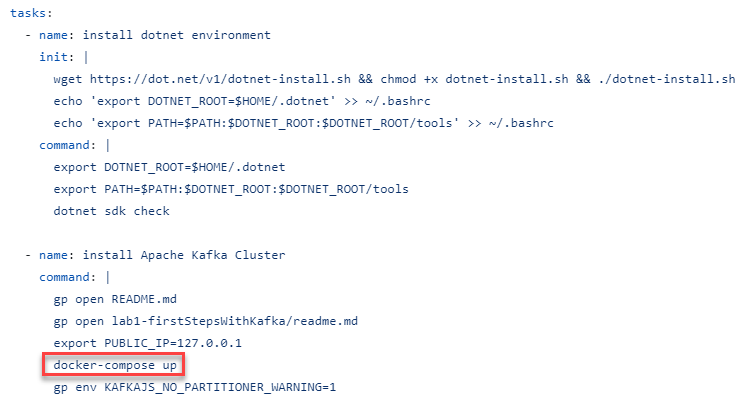 tasks:
  - name: install dotnet environment
    init: |
      wget https://dot.net/v1/dotnet-install.sh && chmod +x dotnet-install.sh && ./dotnet-install.sh
      echo 'export DOTNET_ROOT=$HOME/.dotnet' >> ~/.bashrc
      echo 'export PATH=$PATH:$DOTNET_ROOT:$DOTNET_ROOT/tools' >> ~/.bashrc
    command: |
      export DOTNET_ROOT=$HOME/.dotnet
      export PATH=$PATH:$DOTNET_ROOT:$DOTNET_ROOT/tools
      dotnet sdk check

  - name: install Apache Kafka Cluster
    command: |
      gp open README.md
      gp open lab1-firstStepsWithKafka/readme.md
      export PUBLIC_IP=127.0.0.1
      docker-compose up
      gp env KAFKAJS_NO_PARTITIONER_WARNING=1